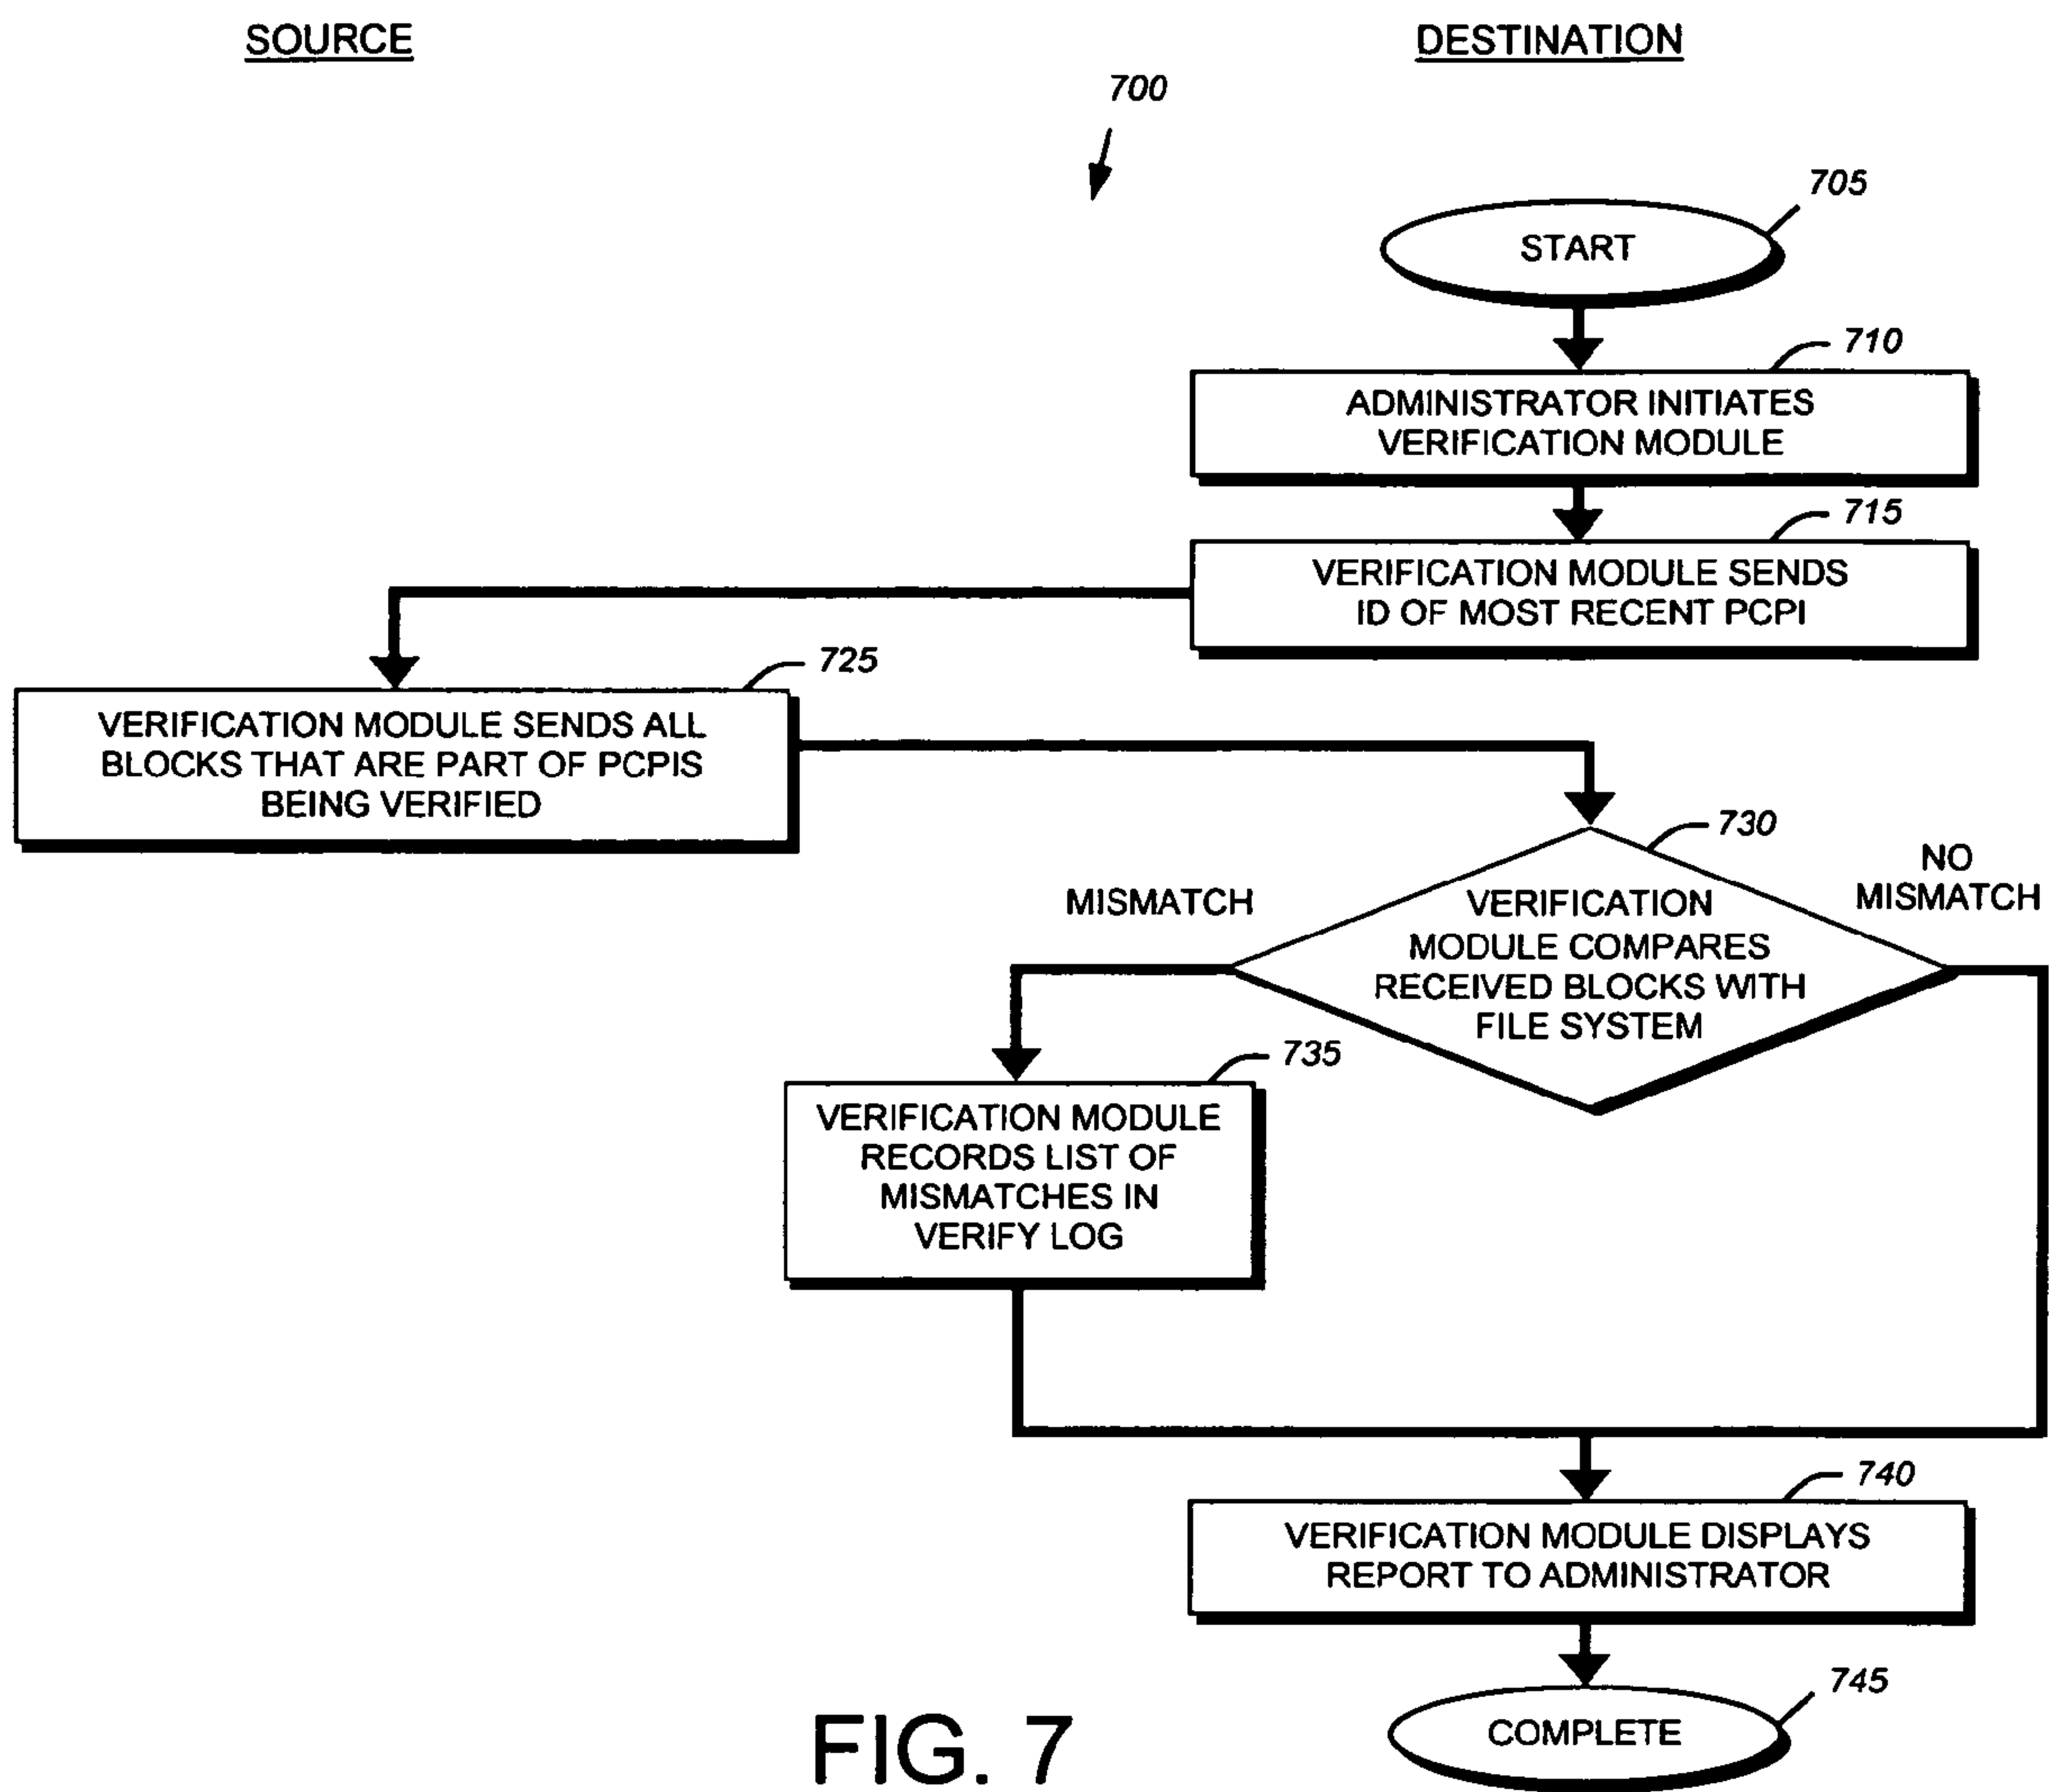 SOURCE
DESTINATION
700
705
START
710
ADMINISTRATOR INITIATES
VERIFICATION MODULE
715
VERIFICATION MODULE SENDS
ID OF MOST RECENT PCPI
725
VERIFICATION MODULE SENDS ALL
BLOCKS THAT ARE PART OF PCPIS
BEING VERIFIED
730
MISMATCH
NO
MISMATCH
VERIFICATION
MODULE COMPARES
RECEIVED BLOCKS WITH
FILE SYSTEM
735
VERIFICATION MODULE
RECORDS LIST OF
MISMATCHES IN
VERIFY LOG
740
VERIFICATION MODULE DISPLAYS
REPORT TO ADMINISTRATOR
745
COMPLETE
FIG. 7